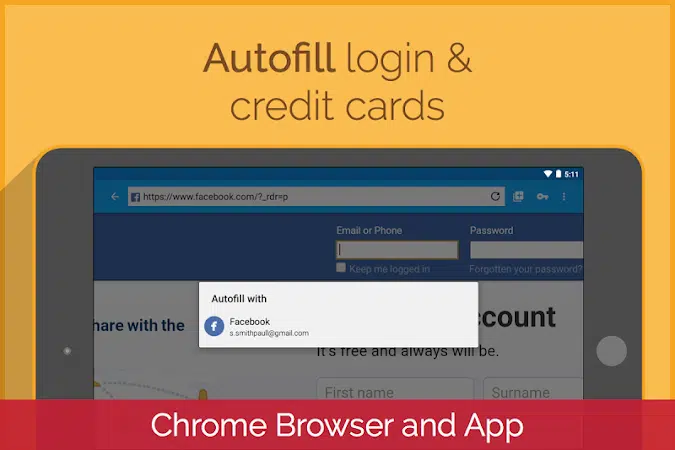 Autofill login &
credit cards
5:11
https://www.facebook.com/?_rdr=p
Email or Phone
Password
Keep me logged in
Forgotten your password?
Autofill with
Facebook
s.smithpaull@gmail.com
hare with the
count
It's free and always will be.
First name
Surname
Chrome Browser and App